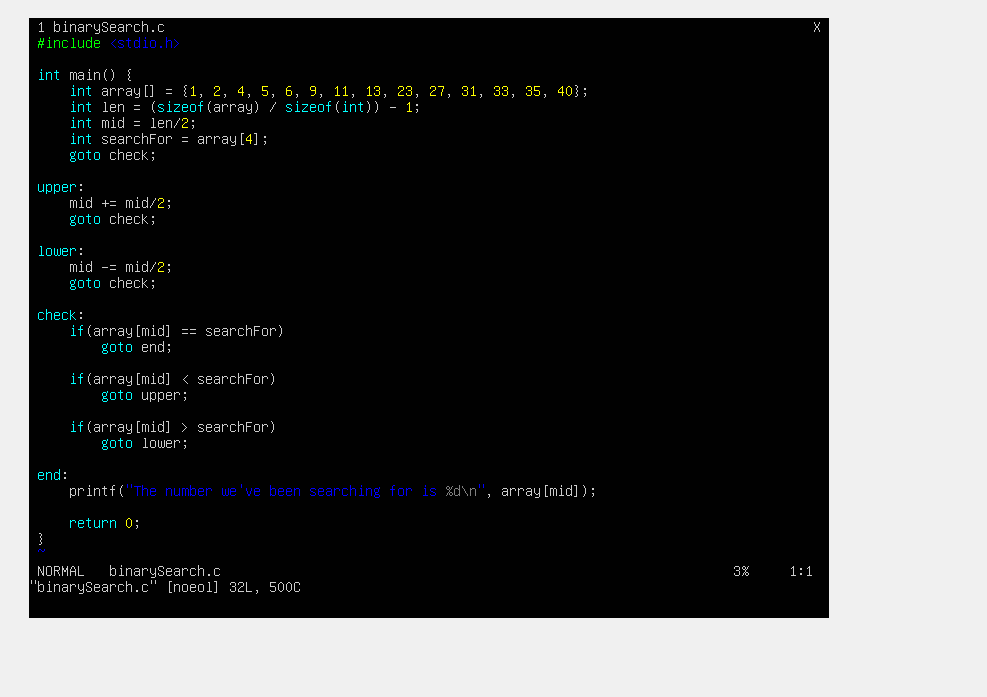 1 binarySearch.c X
#include <stdio.h>
int main() {
int array[] = {1, 2, 4, 5, 6, 9, 11, 13, 23, 27, 31, 33, 35, 40};
int len = (sizeof(array) / sizeof(int)) - 1;
int mid = len/2;
int searchFor = array[4];
goto check;
upper:
mid += mid/2;
goto check;
lower:
mid -= mid/2;
goto check;
check:
if(array[mid] == searchFor)
goto end;
if(array[mid] < searchFor)
goto upper;
if(array[mid] > searchFor)
goto lower;
end:
printf("The number we've been searching for is %d\n", array[mid]);
return 0;
}
~
NORMAL binarySearch.c 3% 1:1
"binarySearch.c" [noeol] 32L, 500C